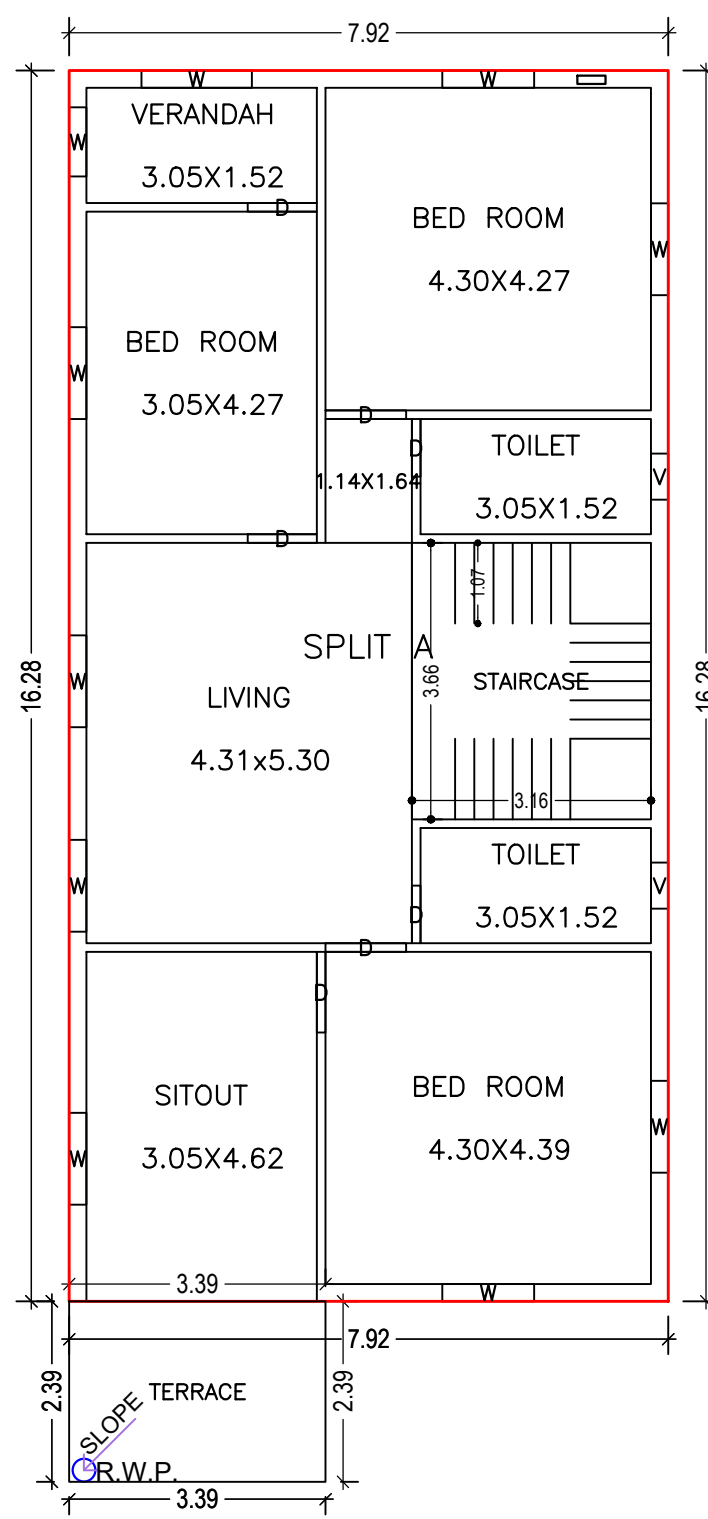 7.92
W
W
VERANDAH
W
3.05X1.52
D
BED ROOM
W
4.30X4.27
BED ROOM
W
3.05X4.27
D
D
TOILET
1.14X1.64
V
3.05X1.52
D
1.07
SPLIT A
16.28
16.28
W
3.66
STAIRCASE
LIVING
4.31x5.30
3.16
TOILET
W
V
3.05X1.52
D
D
D
SITOUT
BED ROOM
W
3.05X4.62
4.30X4.39
W
3.39
W
7.92
2.39
2.39
TERRACE
SLOPE
R.W.P.
3.39